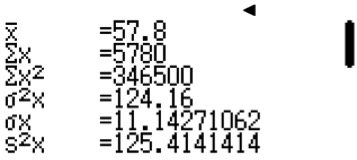 x̄ =57.8
Σx =5780
Σx² =346500
σ²x =124.16
σx =11.14271062
s²x =125.4141414